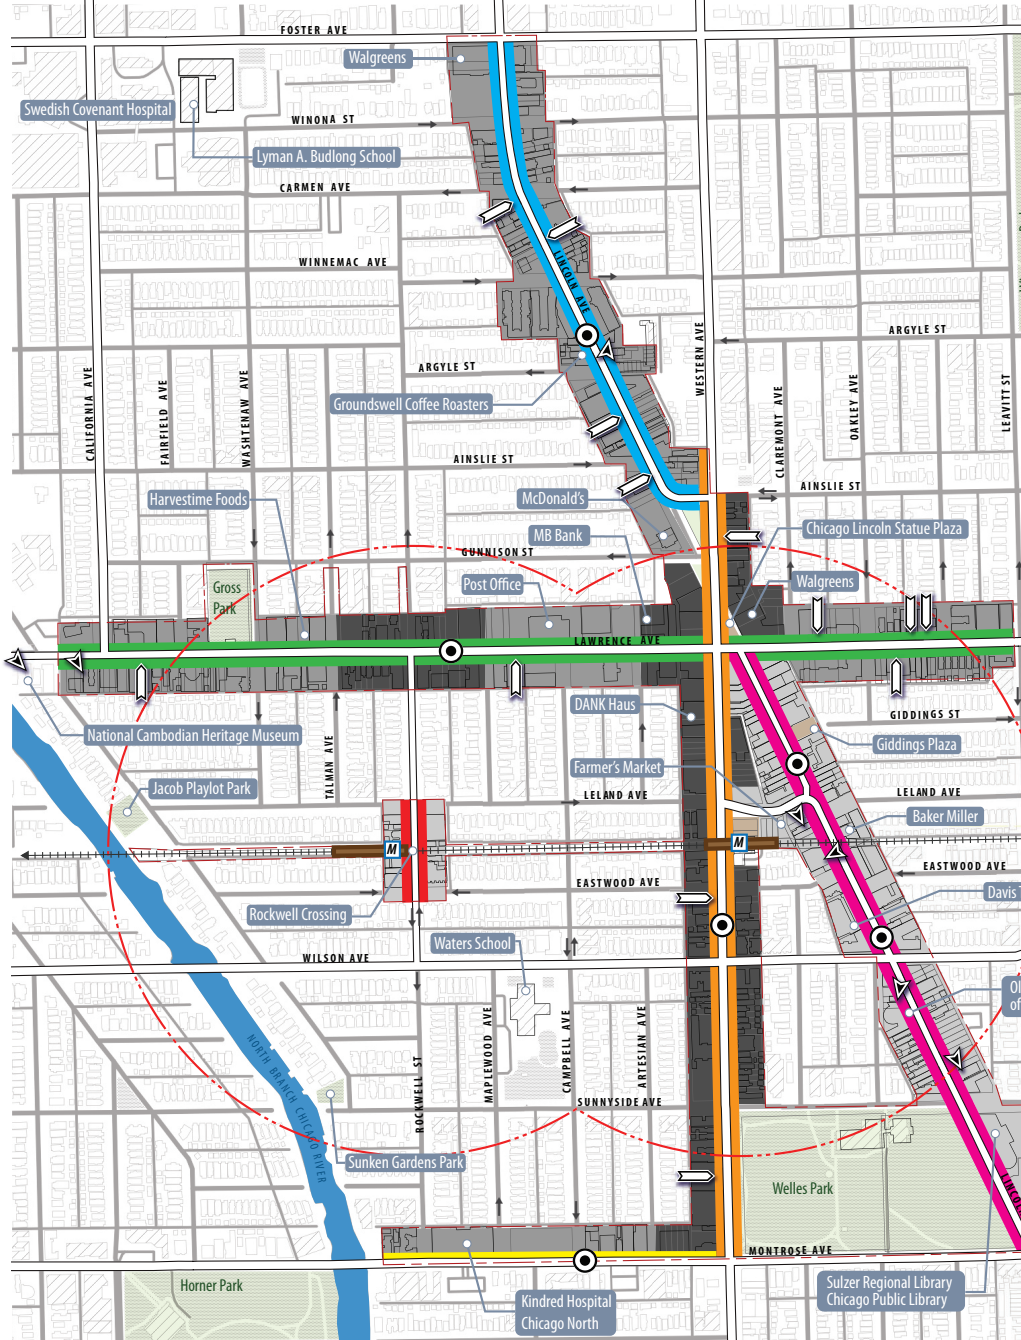 FOSTER AVE
Walgreens
Swedish Covenant Hospital
WINONA ST
Lyman A. Budlong School
CARMEN AVE
WINNEMAC AVE
LINCOLN AVE
ARGYLE ST
WESTERN AVE
ARGYLE ST
CALIFORNIA AVE
FAIRFIELD AVE
WASHTENAW AVE
Groundswell Coffee Roasters
CLAREMONT AVE
OAKLEY AVE
LEAVITT ST
AINSLIE ST
AINSLIE ST
Harvestime Foods
McDonald's
MB Bank
Chicago Lincoln Statue Plaza
GUNNISON ST
Gross
Park
Post Office
Walgreens
LAWRENCE AVE
DANK Haus
GIDDINGS ST
National Cambodian Heritage Museum
Giddings Plaza
TALMAN AVE
Farmer's Market
Jacob Playlot Park
LELAND AVE
LELAND AVE
Baker Miller
M
M
EASTWOOD AVE
EASTWOOD AVE
Davis
Rockwell Crossing
Waters School
WILSON AVE
NORTH BRANCH CHICAGO RIVER
ROCKWELL ST
MAPLEWOOD AVE
CAMPBELL AVE
ARTESIAN AVE
SUNNYSIDE AVE
Sunken Gardens Park
Welles Park
LINCOL
MONTROSE AVE
Horner Park
Kindred Hospital
Chicago North
Sulzer Regional Library
Chicago Public Library